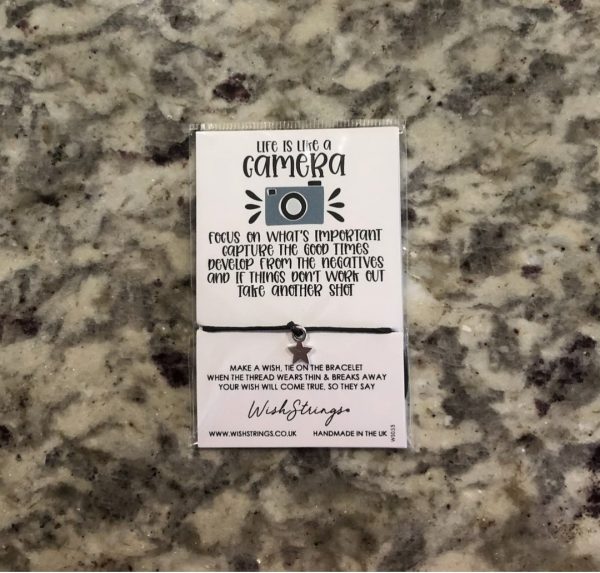 LIFE IS LIKE A
CAMERA
FOCUS ON WHAT'S IMPORTANT
CAPTURE THE GOOD TIMES
DEVELOP FROM THE NEGATIVES
AND IF THINGS DON'T WORK OUT
TAKE ANOTHER SHOT
MAKE A WISH, TIE ON THE BRACELET
WHEN THE THREAD WEARS THIN & BREAKS AWAY
YOUR WISH WILL COME TRUE, SO THEY SAY
WishStrings®
WWW.WISHSTRINGS.CO.UK HANDMADE IN THE UK